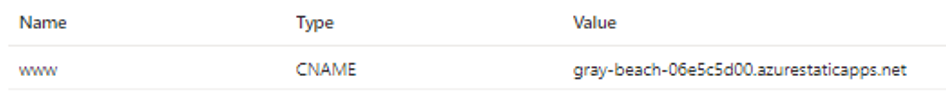 Name Type Value
www CNAME gray-beach-06e5c5d00.azurestaticapps.net